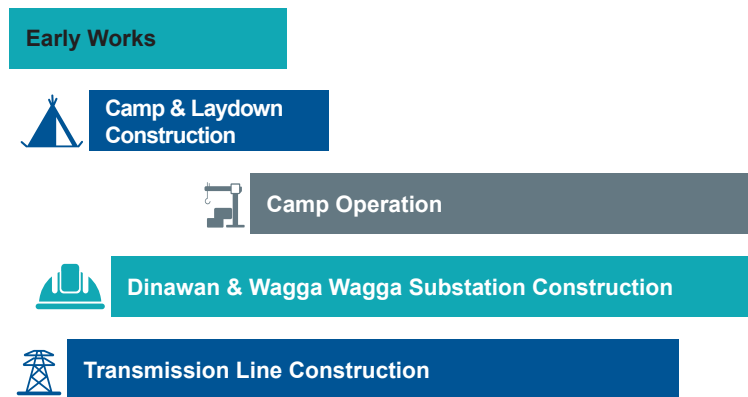 Early Works
Camp & Laydown
Construction
Camp Operation
Dinawan & Wagga Wagga Substation Construction
Transmission Line Construction